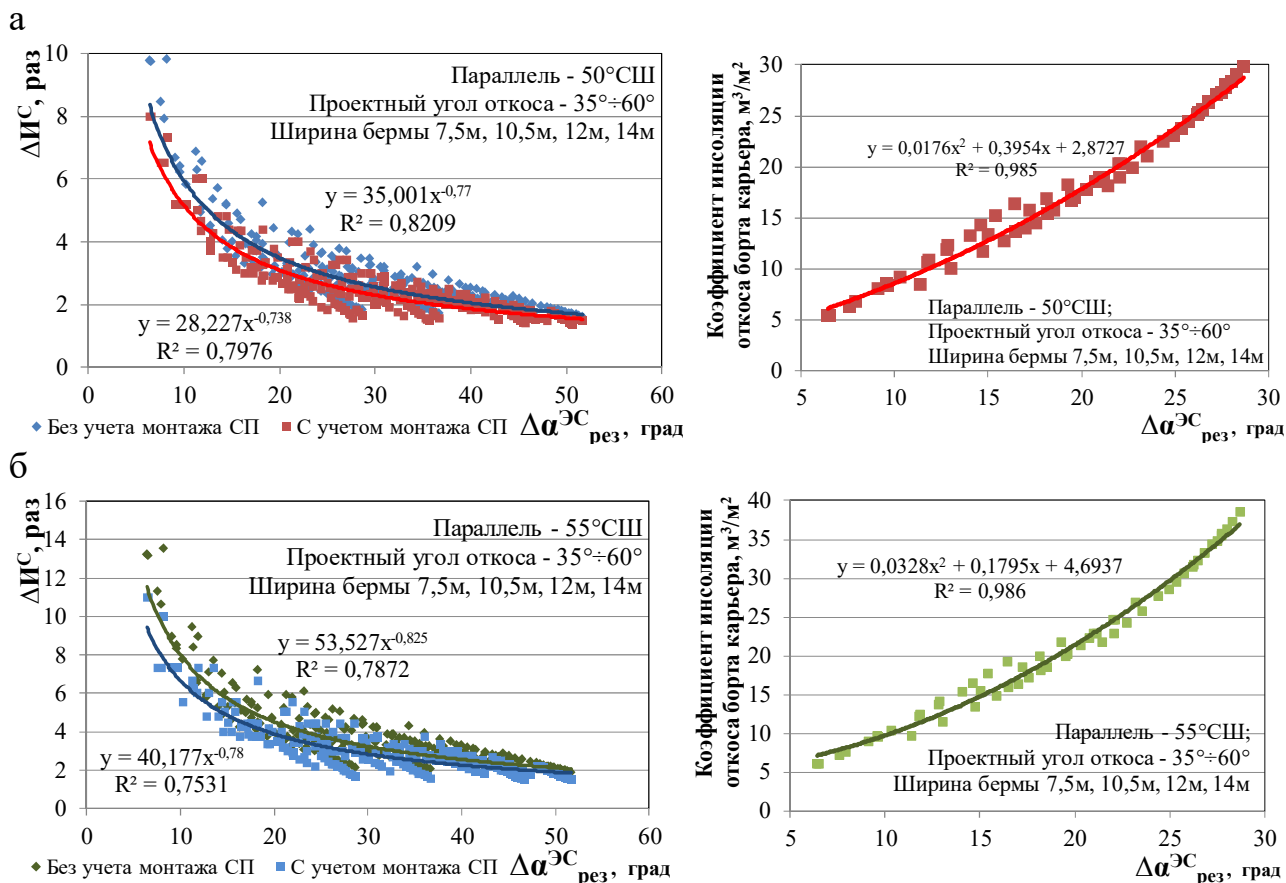 а
ΔИᶜ, раз
10
8
6
4
2
0
Параллель - 50°СШ
Проектный угол откоса - 35°÷60°
Ширина бермы 7,5м, 10,5м, 12м, 14м
y = 35,001x⁻⁰,⁷⁷
R² = 0,8209
y = 28,227x⁻⁰,⁷³⁸
R² = 0,7976
0 10 20 30 40 50 60
Без учета монтажа СП С учетом монтажа СП Δα^ЭС_рез, град
Коэффициент инсоляции
откоса борта карьера, м³/м²
30
25
20
15
10
5
0
y = 0,0176x² + 0,3954x + 2,8727
R² = 0,985
Параллель - 50°СШ;
Проектный угол откоса - 35°÷60°
Ширина бермы 7,5м, 10,5м, 12м, 14м
5 10 15 20 25 30
Δα^ЭС_рез, град
б
ΔИᶜ, раз
16
14
12
10
8
6
4
2
0
Параллель - 55°СШ
Проектный угол откоса - 35°÷60°
Ширина бермы 7,5м, 10,5м, 12м, 14м
y = 53,527x⁻⁰,⁸²⁵
R² = 0,7872
y = 40,177x⁻⁰,⁷⁸
R² = 0,7531
0 10 20 30 40 50 60
Без учета монтажа СП С учетом монтажа СП Δα^ЭС_рез, град
Коэффициент инсоляции
откоса борта карьера, м³/м²
40
35
30
25
20
15
10
5
0
y = 0,0328x² + 0,1795x + 4,6937
R² = 0,986
Параллель - 55°СШ;
Проектный угол откоса - 35°÷60°
Ширина бермы 7,5м, 10,5м, 12м, 14м
5 10 15 20 25 30
Δα^ЭС_рез, град